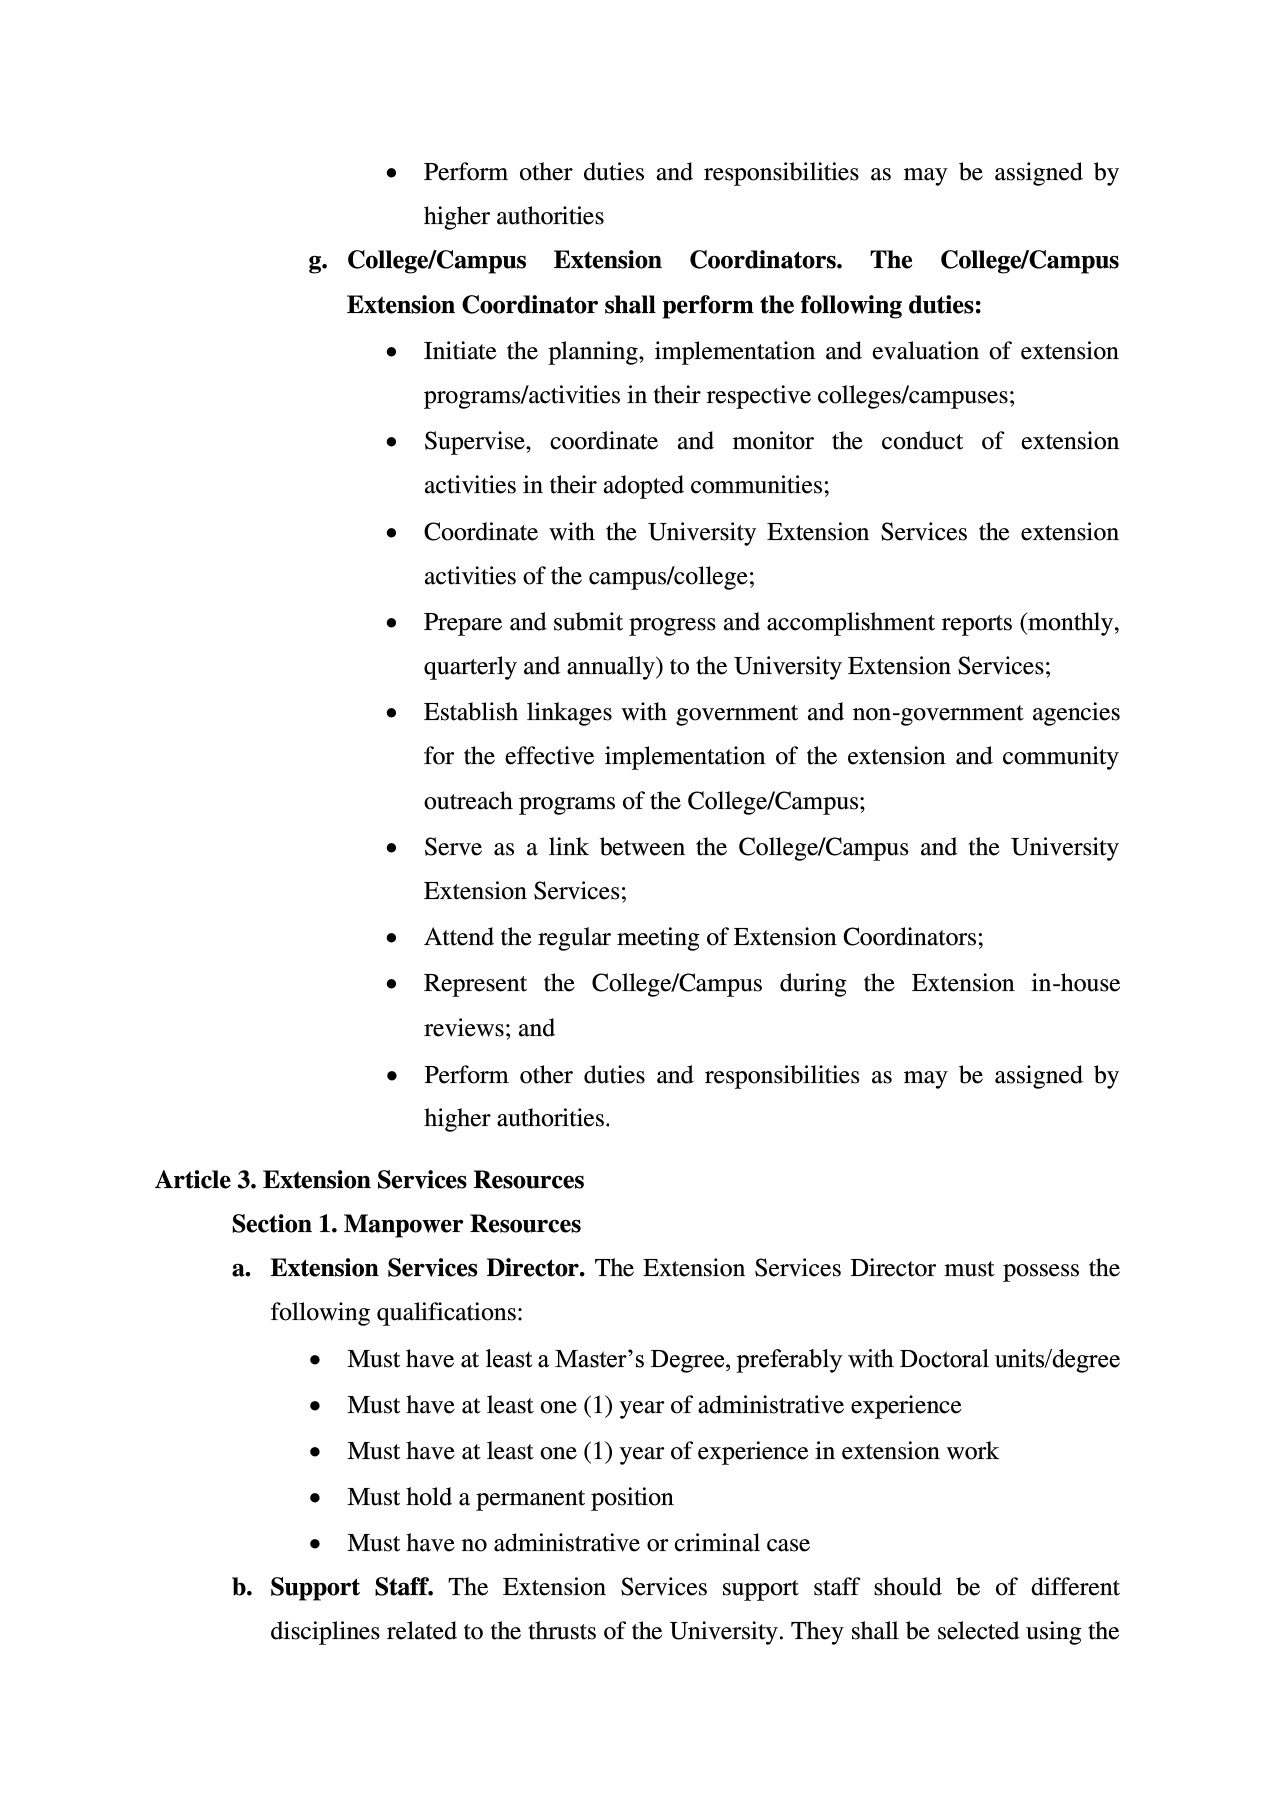 • Perform other duties and responsibilities as may be assigned by
higher authorities
g. College/Campus Extension Coordinators. The College/Campus
Extension Coordinator shall perform the following duties:
• Initiate the planning, implementation and evaluation of extension
programs/activities in their respective colleges/campuses;
• Supervise, coordinate and monitor the conduct of extension
activities in their adopted communities;
• Coordinate with the University Extension Services the extension
activities of the campus/college;
• Prepare and submit progress and accomplishment reports (monthly,
quarterly and annually) to the University Extension Services;
• Establish linkages with government and non-government agencies
for the effective implementation of the extension and community
outreach programs of the College/Campus;
• Serve as a link between the College/Campus and the University
Extension Services;
• Attend the regular meeting of Extension Coordinators;
• Represent the College/Campus during the Extension in-house
reviews; and
• Perform other duties and responsibilities as may be assigned by
higher authorities.
Article 3. Extension Services Resources
Section 1. Manpower Resources
a. Extension Services Director. The Extension Services Director must possess the
following qualifications:
• Must have at least a Master’s Degree, preferably with Doctoral units/degree
• Must have at least one (1) year of administrative experience
• Must have at least one (1) year of experience in extension work
• Must hold a permanent position
• Must have no administrative or criminal case
b. Support Staff. The Extension Services support staff should be of different
disciplines related to the thrusts of the University. They shall be selected using the